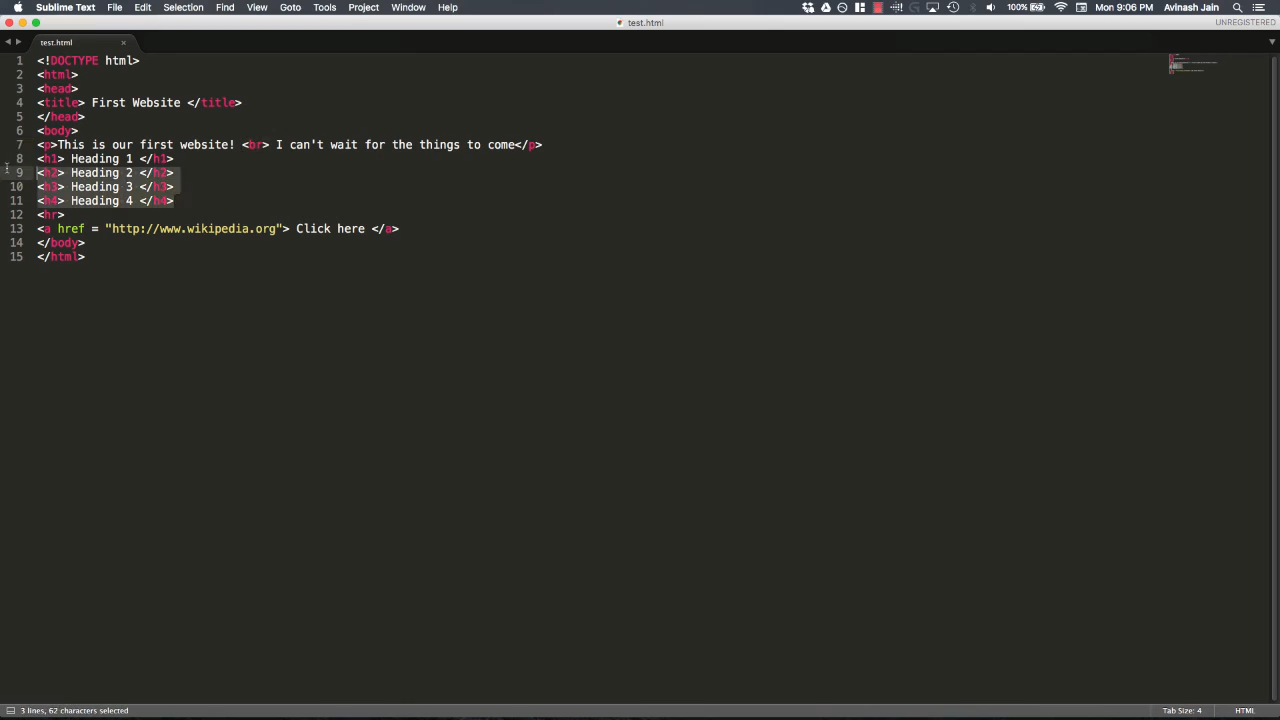 Sublime Text File Edit Selection Find View Goto Tools Project Window Help 100% Mon 9:06 PM Avinash Jain
test.html UNREGISTERED
test.html ×
1 <!DOCTYPE html>
2 <html>
3 <head>
4 <title> First Website </title>
5 </head>
6 <body>
7 <p>This is our first website! <br> I can't wait for the things to come</p>
8 <h1> Heading 1 </h1>
9 <h2> Heading 2 </h2>
10 <h3> Heading 3 </h3>
11 <h4> Heading 4 </h4>
12 <hr>
13 <a href = "http://www.wikipedia.org"> Click here </a>
14 </body>
15 </html>
3 lines, 62 characters selected Tab Size: 4 HTML